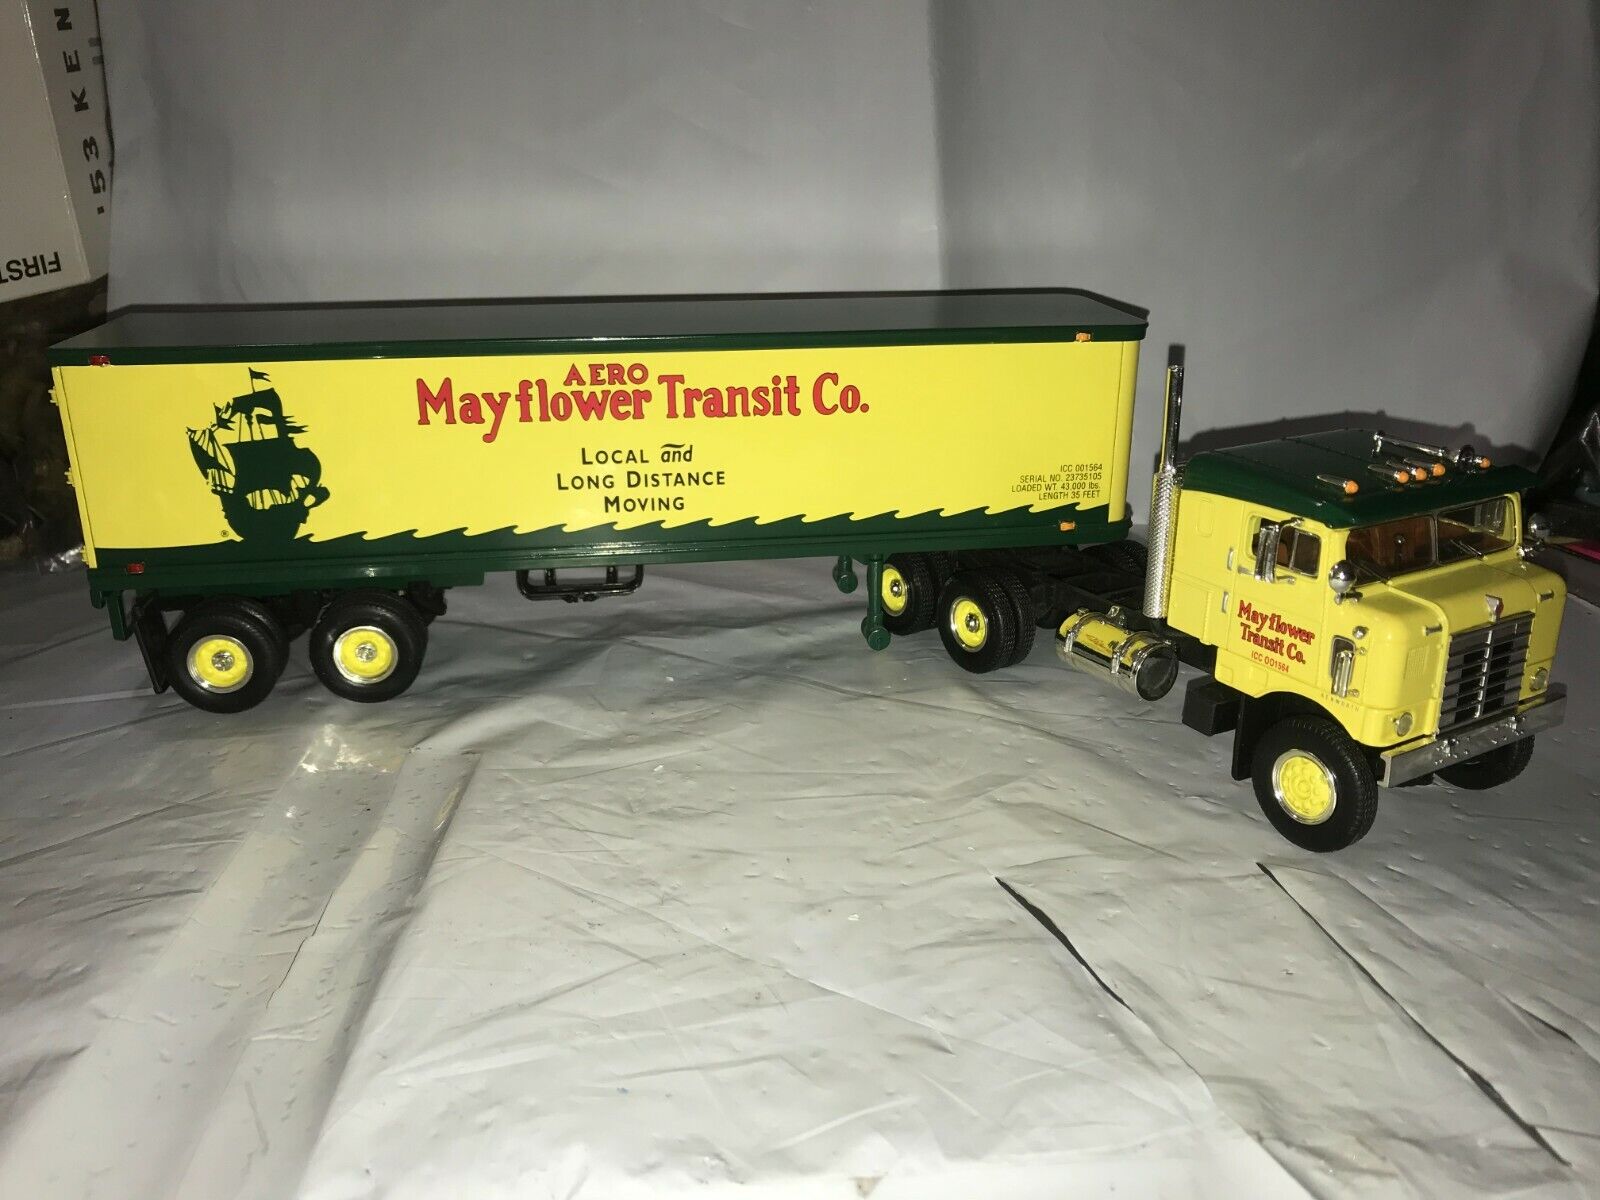 '53 KEN
FIRST
AERO
Mayflower Transit Co.
LOCAL and
LONG DISTANCE
MOVING
®
ICC 001564
SERIAL NO. 23735105
LOADED WT. 43,000 lbs.
LENGTH 35 FEET
Mayflower
Transit Co.
ICC 001564
KENWORTH